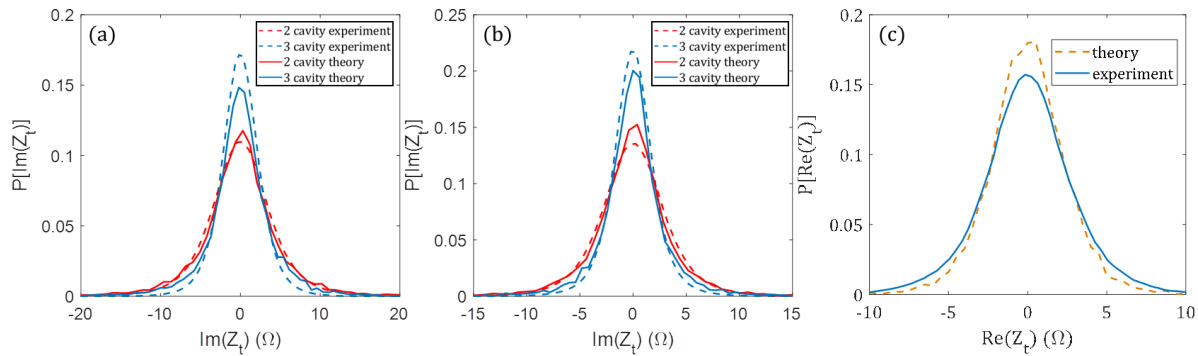 (a)
2 cavity experiment
3 cavity experiment
2 cavity theory
3 cavity theory
P[Im(Zt)]
0.2
0.15
0.1
0.05
0
-20
-10
0
10
20
Im(Zt) (Ω)
(b)
2 cavity experiment
3 cavity experiment
2 cavity theory
3 cavity theory
P[Im(Zt)]
0.25
0.2
0.15
0.1
0.05
0
-15
-10
-5
0
5
10
15
Im(Zt) (Ω)
(c)
theory
experiment
P[Re(Zt)]
0.2
0.15
0.1
0.05
0
-10
-5
0
5
10
Re(Zt) (Ω)